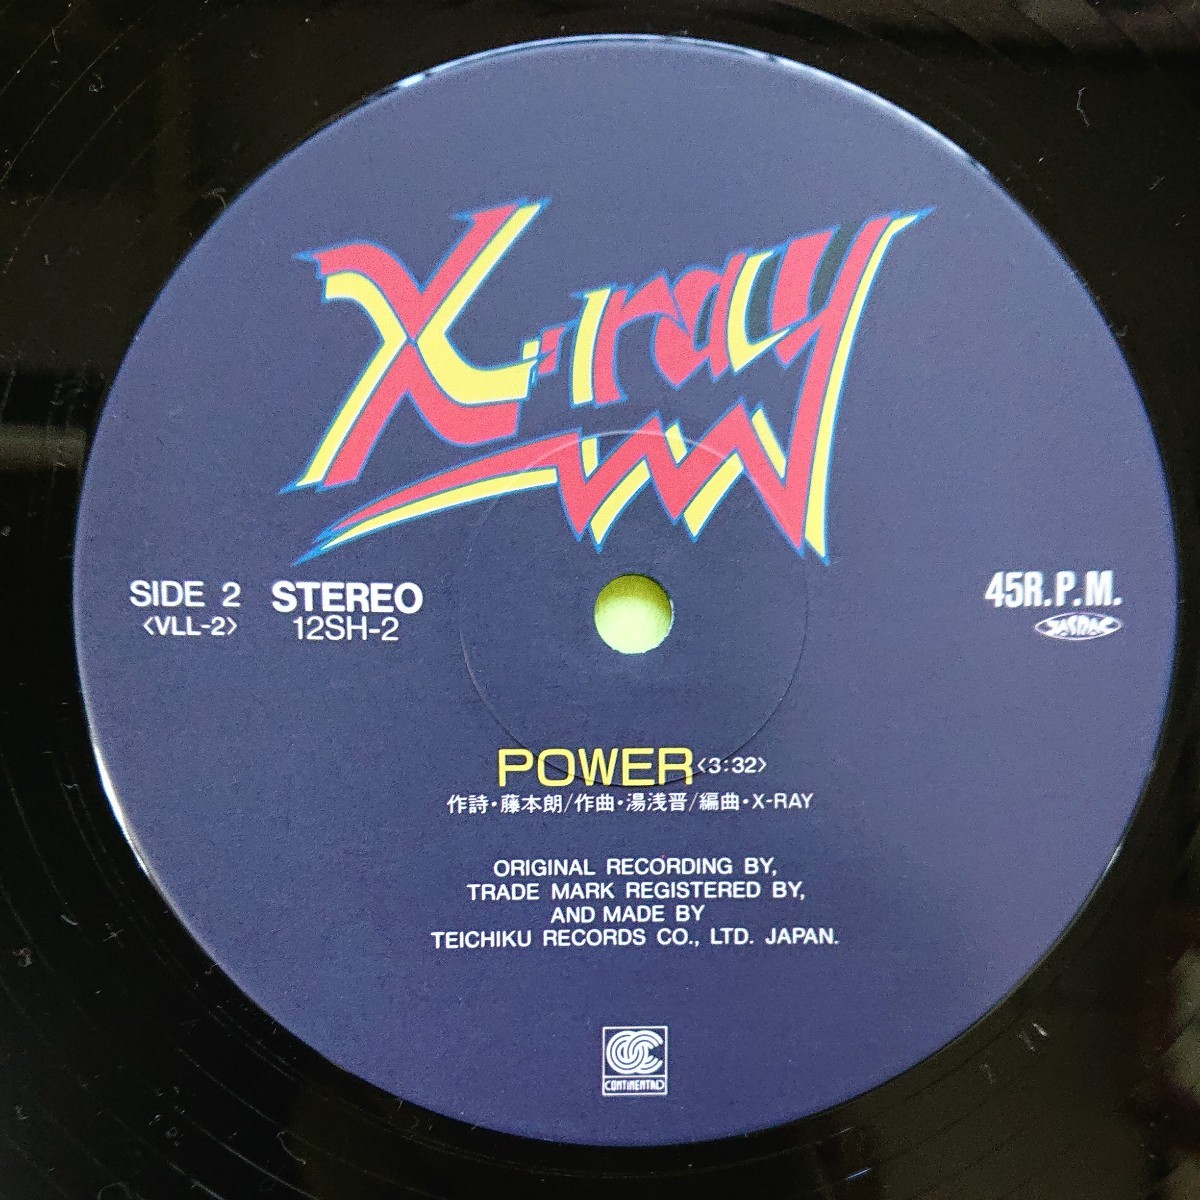 X-ray
SIDE 2 STEREO 45R.P.M.
〈VLL-2〉 12SH-2 JASRAC
POWER〈3:32〉
作詩・藤本朗/作曲・湯浅晋/編曲・X-RAY
ORIGINAL RECORDING BY,
TRADE MARK REGISTERED BY,
AND MADE BY
TEICHIKU RECORDS CO., LTD. JAPAN.
CONTINENTAL